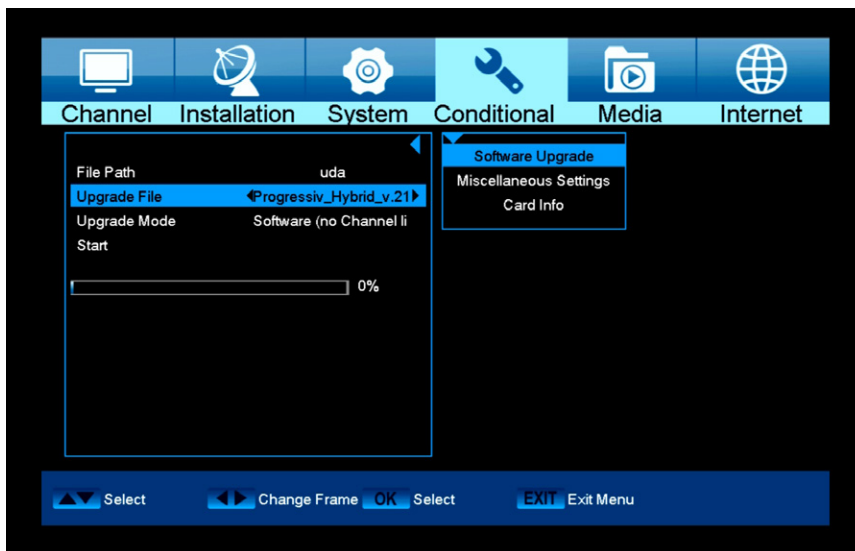 Channel Installation System Conditional Media Internet
File Path uda
Upgrade File Progressiv_Hybrid_v.21
Upgrade Mode Software (no Channel li
Start
0%
Software Upgrade
Miscellaneous Settings
Card Info
Select Change Frame OK Select EXIT Exit Menu